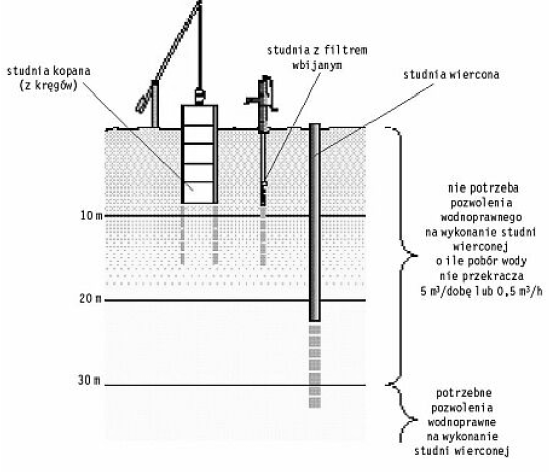 studnia kopana
(z kręgów)
studnia z filtrem
wbijanym
studnia wiercona
10 m
20 m
30 m
nie potrzeba
pozwolenia
wodnoprawnego
na wykonanie studni
wierconej
o ile pobór wody
nie przekracza
5 m³/dobę lub 0,5 m³/h
potrzebne
pozwolenia
wodnoprawne
na wykonanie
studni wierconej